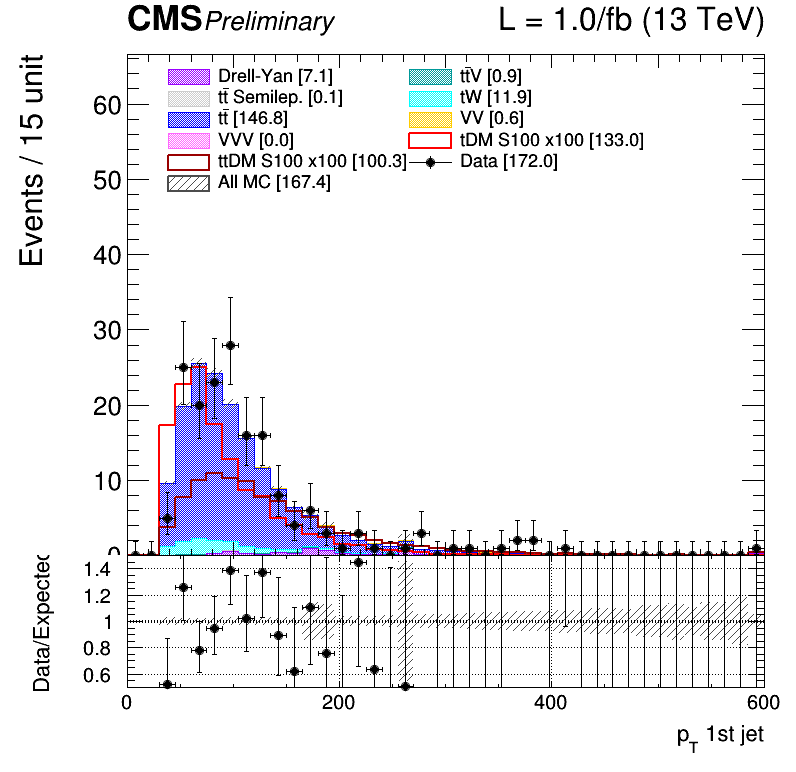 CMS Preliminary L = 1.0/fb (13 TeV)
Events / 15 unit
Drell-Yan [7.1]
tt̄V [0.9]
tt̄ Semilep. [0.1]
tW [11.9]
tt̄ [146.8]
VV [0.6]
VVV [0.0]
tDM S100 x100 [133.0]
ttDM S100 x100 [100.3]
Data [172.0]
All MC [167.4]
60
50
40
30
20
10
0
Data/Expected
1.4
1.2
1
0.8
0.6
0 200 400 600
p_T 1st jet